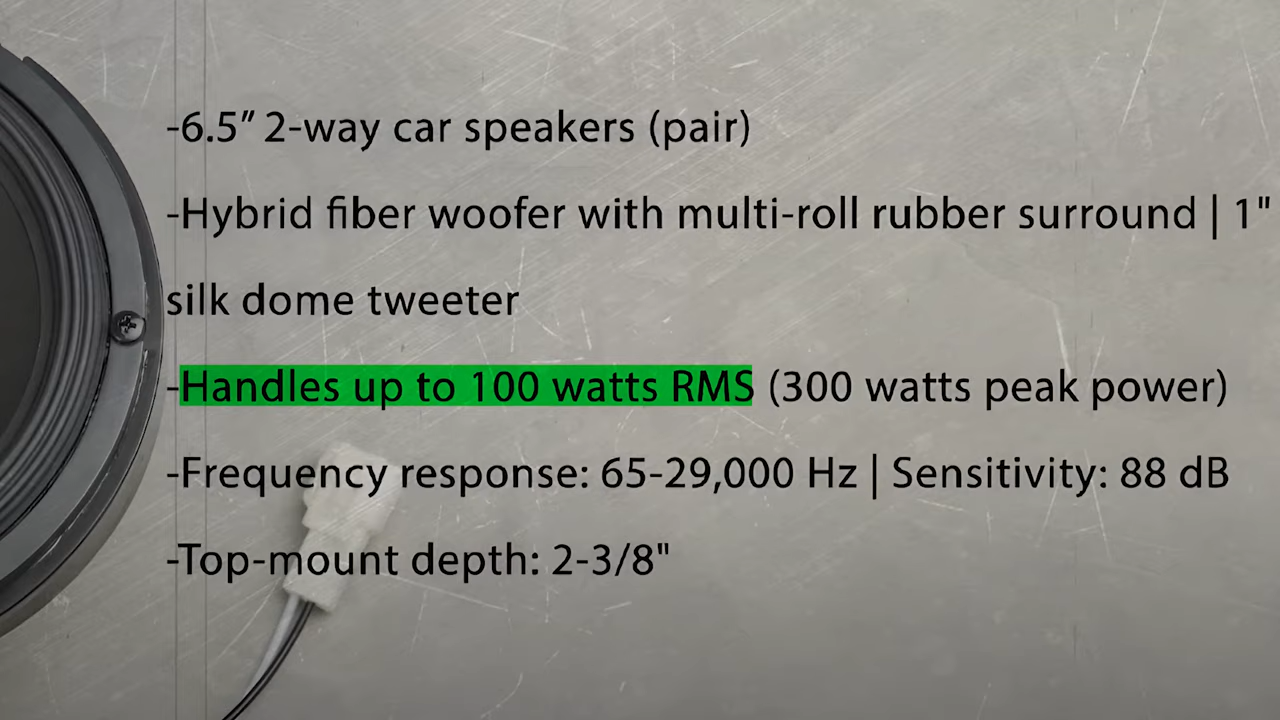 -6.5” 2-way car speakers (pair)
-Hybrid fiber woofer with multi-roll rubber surround | 1"
silk dome tweeter
-Handles up to 100 watts RMS (300 watts peak power)
-Frequency response: 65-29,000 Hz | Sensitivity: 88 dB
-Top-mount depth: 2-3/8"